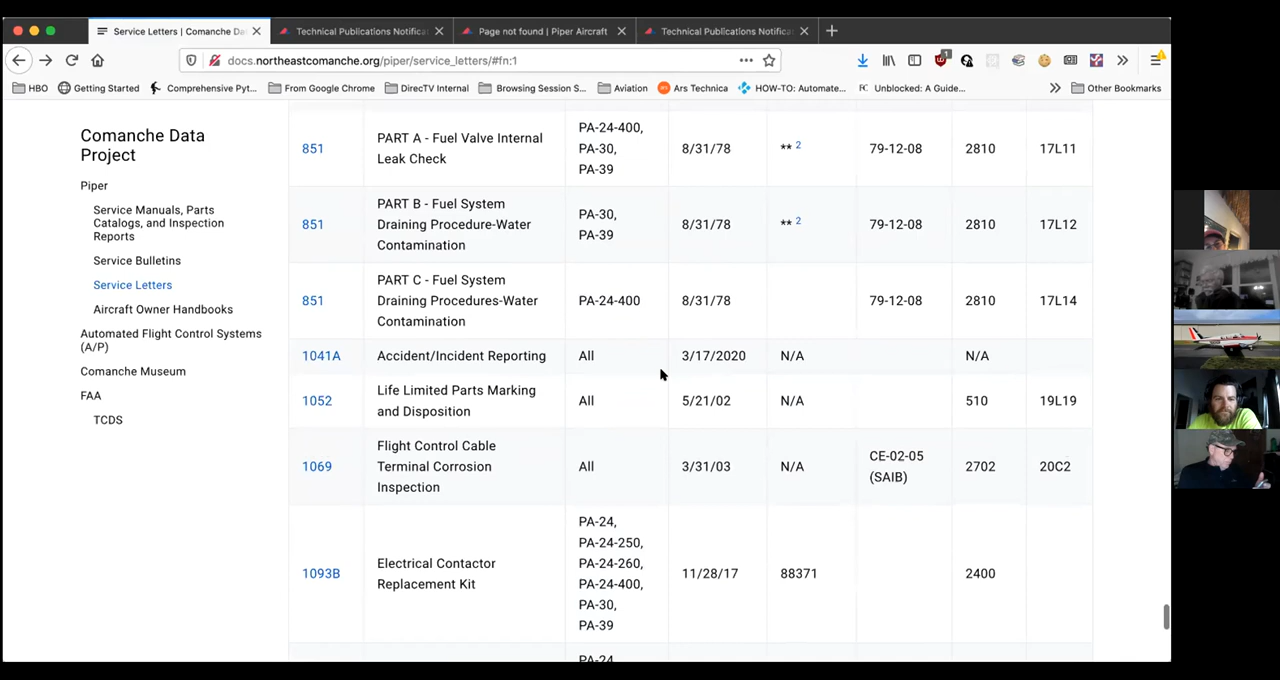 Service Letters | Comanche Da
Technical Publications Notifica
Page not found | Piper Aircraft
Technical Publications Notifica
docs.northeastcomanche.org/piper/service_letters/#fn:1
1
HBO
Getting Started
Comprehensive Pyt...
From Google Chrome
DirecTV Internal
Browsing Session S...
Aviation
Ars Technica
HOW-TO: Automate...
Unblocked: A Guide...
Other Bookmarks
Comanche Data
Project
Piper
Service Manuals, Parts
Catalogs, and Inspection
Reports
Service Bulletins
Service Letters
Aircraft Owner Handbooks
Automated Flight Control Systems
(A/P)
Comanche Museum
FAA
TCDS
851
PART A - Fuel Valve Internal
Leak Check
PA-24-400,
PA-30,
PA-39
8/31/78
** 2
79-12-08
2810
17L11
851
PART B - Fuel System
Draining Procedure-Water
Contamination
PA-30,
PA-39
8/31/78
** 2
79-12-08
2810
17L12
851
PART C - Fuel System
Draining Procedures-Water
Contamination
PA-24-400
8/31/78
79-12-08
2810
17L14
1041A
Accident/Incident Reporting
All
3/17/2020
N/A
N/A
1052
Life Limited Parts Marking
and Disposition
All
5/21/02
N/A
510
19L19
1069
Flight Control Cable
Terminal Corrosion
Inspection
All
3/31/03
N/A
CE-02-05
(SAIB)
2702
20C2
1093B
Electrical Contactor
Replacement Kit
PA-24,
PA-24-250,
PA-24-260,
PA-24-400,
PA-30,
PA-39
11/28/17
88371
2400
PA-24